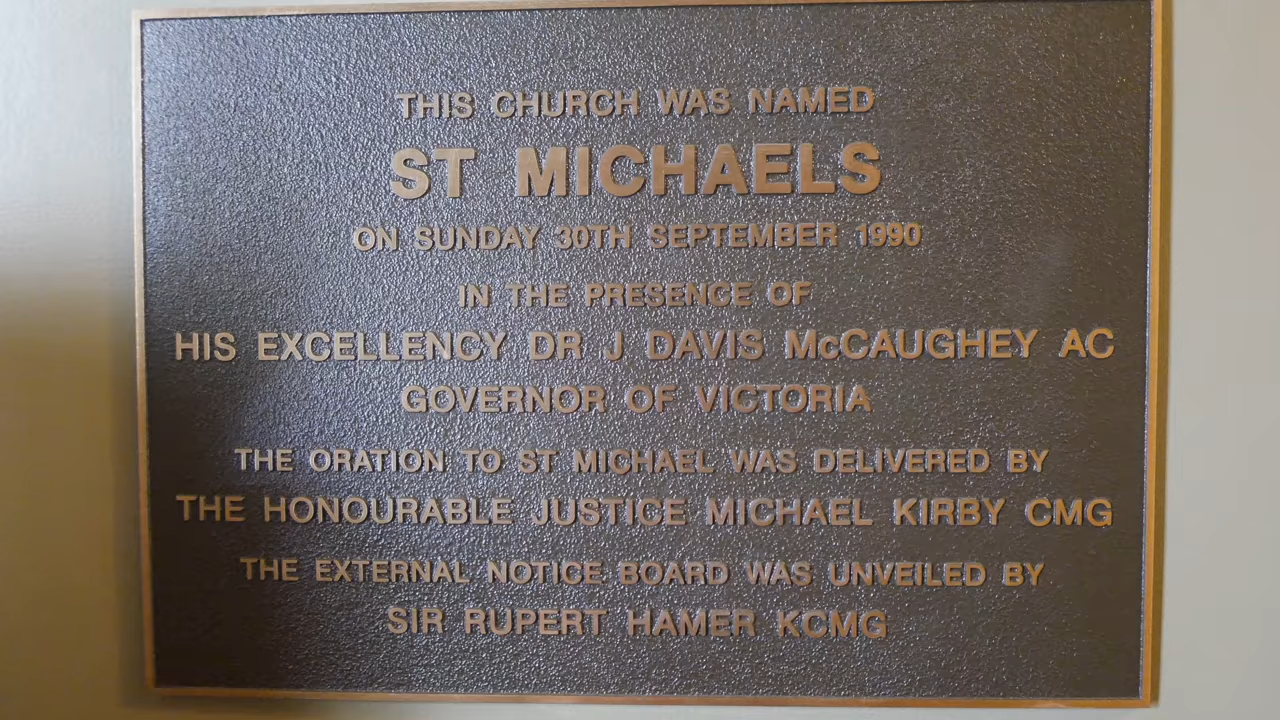 THIS CHURCH WAS NAMED
ST MICHAELS
ON SUNDAY 30TH SEPTEMBER 1990
IN THE PRESENCE OF
HIS EXCELLENCY DR J DAVIS McCAUGHEY AC
GOVERNOR OF VICTORIA
THE ORATION TO ST MICHAEL WAS DELIVERED BY
THE HONOURABLE JUSTICE MICHAEL KIRBY CMG
THE EXTERNAL NOTICE BOARD WAS UNVEILED BY
SIR RUPERT HAMER KCMG